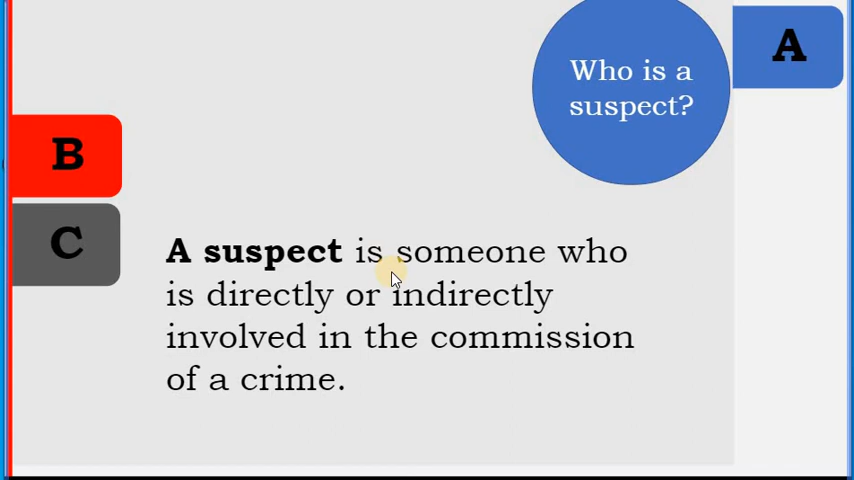 Who is a
suspect?
A
B
C
A suspect is someone who
is directly or indirectly
involved in the commission
of a crime.